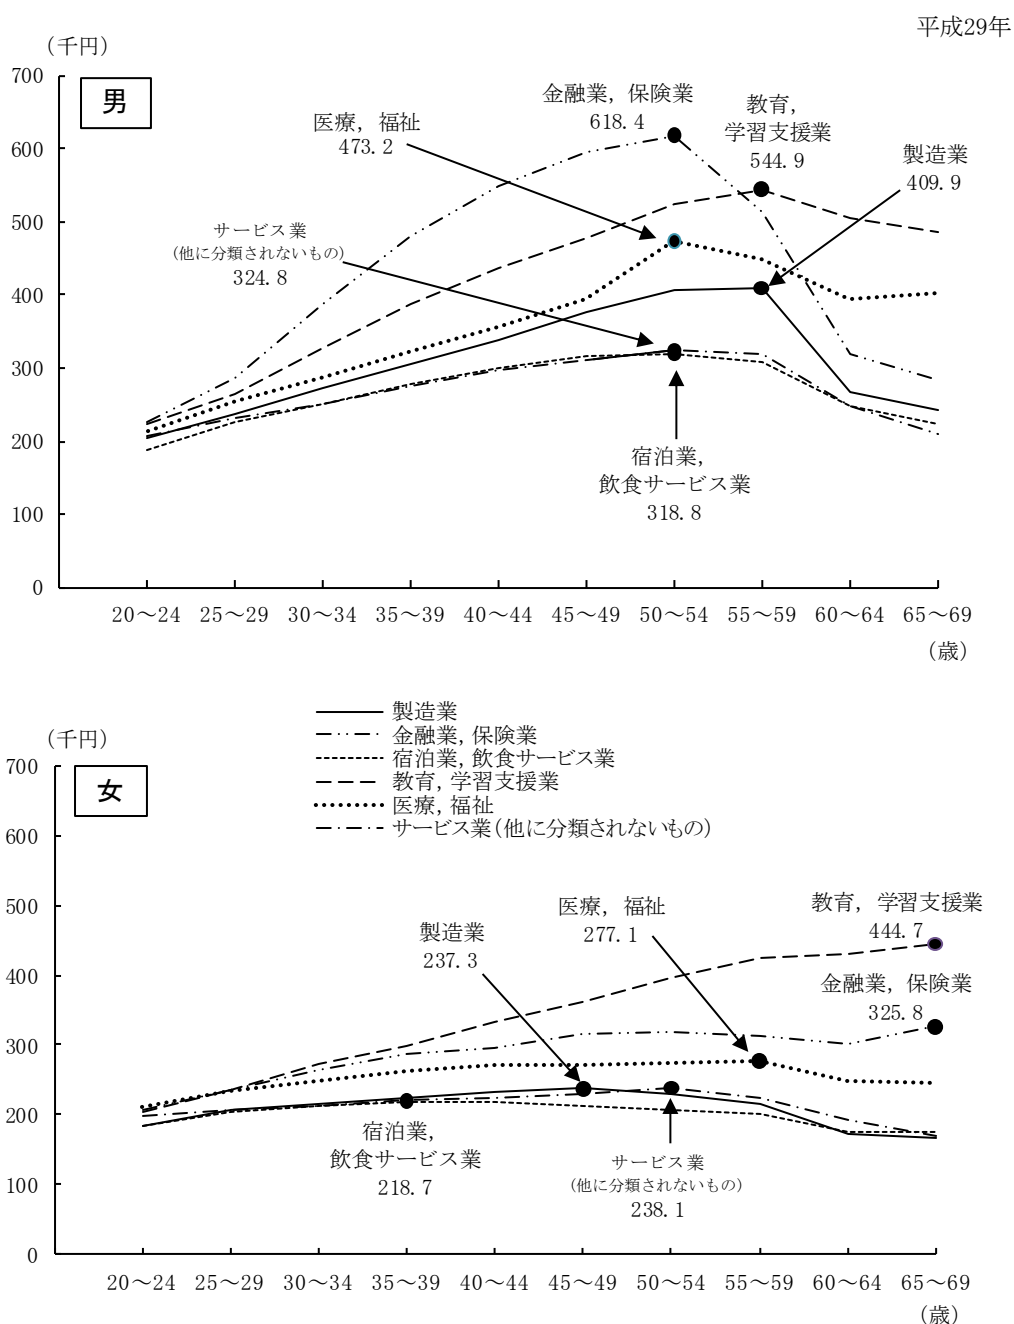 平成29年
（千円）
男
700
600
500
400
300
200
100
0
金融業，保険業
618.4
教育，
学習支援業
544.9
医療，福祉
473.2
製造業
409.9
サービス業
（他に分類されないもの）
324.8
宿泊業，
飲食サービス業
318.8
20～24 25～29 30～34 35～39 40～44 45～49 50～54 55～59 60～64 65～69
（歳）
製造業
金融業，保険業
宿泊業，飲食サービス業
教育，学習支援業
医療，福祉
サービス業（他に分類されないもの）
（千円）
女
700
600
500
400
300
200
100
0
教育，学習支援業
444.7
医療，福祉
277.1
製造業
237.3
金融業，保険業
325.8
宿泊業，
飲食サービス業
218.7
サービス業
（他に分類されないもの）
238.1
20～24 25～29 30～34 35～39 40～44 45～49 50～54 55～59 60～64 65～69
（歳）